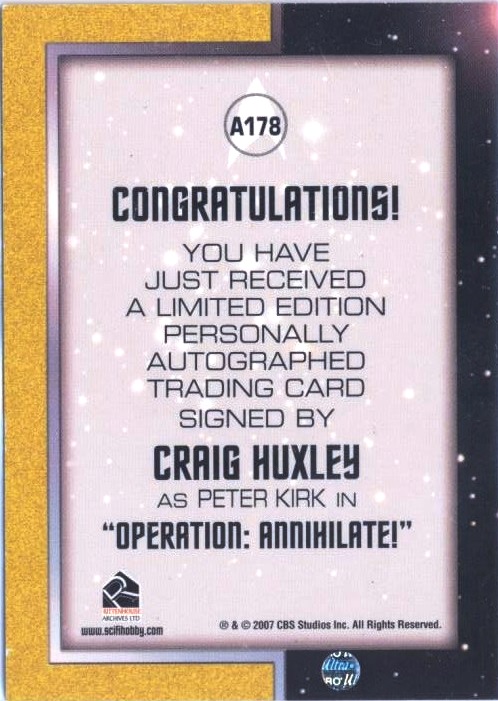 A178
CONGRATULATIONS!
YOU HAVE
JUST RECEIVED
A LIMITED EDITION
PERSONALLY
AUTOGRAPHED
TRADING CARD
SIGNED BY
CRAIG HUXLEY
AS PETER KIRK IN
"OPERATION: ANNIHILATE!"
RITTENHOUSE
ARCHIVES LTD
www.scifihobby.com
® & © 2007 CBS Studios Inc. All Rights Reserved.
Ultra